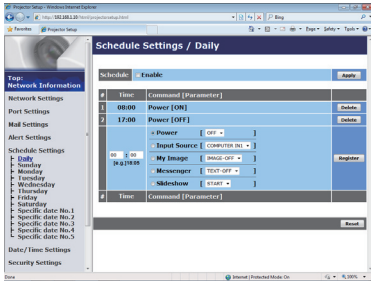 Projector Setup - Windows Internet Explorer
http://192.168.1.10/html/projectorsetup.html
Bing
Favorites
Projector Setup
Page
Safety
Tools
Top:
Network Information
Network Settings
Port Settings
Mail Settings
Alert Settings
Schedule Settings
Daily
Sunday
Monday
Tuesday
Wednesday
Thursday
Friday
Saturday
Specific date No.1
Specific date No.2
Specific date No.3
Specific date No.4
Specific date No.5
Date/Time Settings
Security Settings
Schedule Settings / Daily
Schedule Enable Apply
# Time Command [Parameter]
1 08:00 Power [ON] Delete
2 17:00 Power [OFF] Delete
Power [ OFF ]
Input Source [ COMPUTER IN1 ]
00 : 00 My Image [ IMAGE-OFF ] Register
[e.g.]18:05
Messenger [ TEXT-OFF ]
Slideshow [ START ]
# Time Command [Parameter]
Reset
Done
Internet | Protected Mode: On
100%